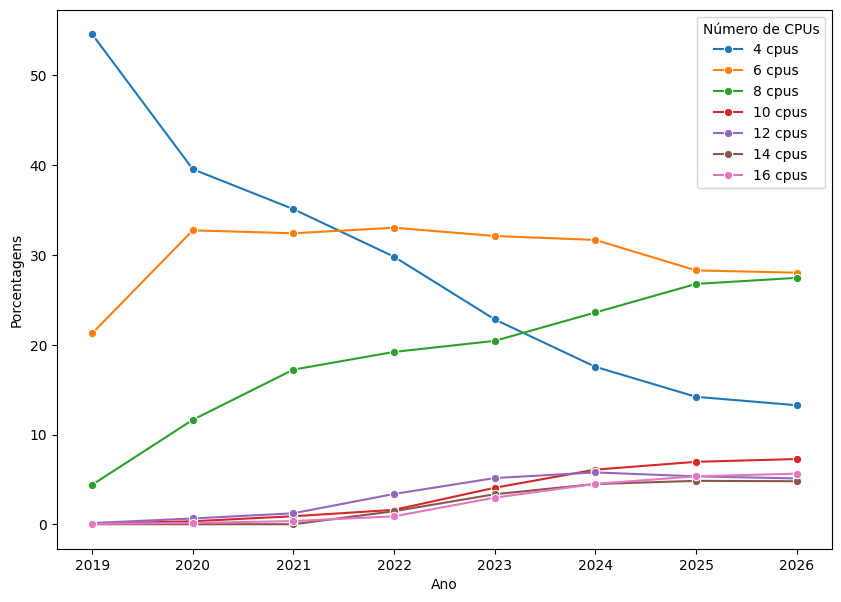 Número de CPUs
4 cpus
6 cpus
8 cpus
10 cpus
12 cpus
14 cpus
16 cpus
Porcentagens
50
40
30
20
10
0
2019 2020 2021 2022 2023 2024 2025 2026
Ano